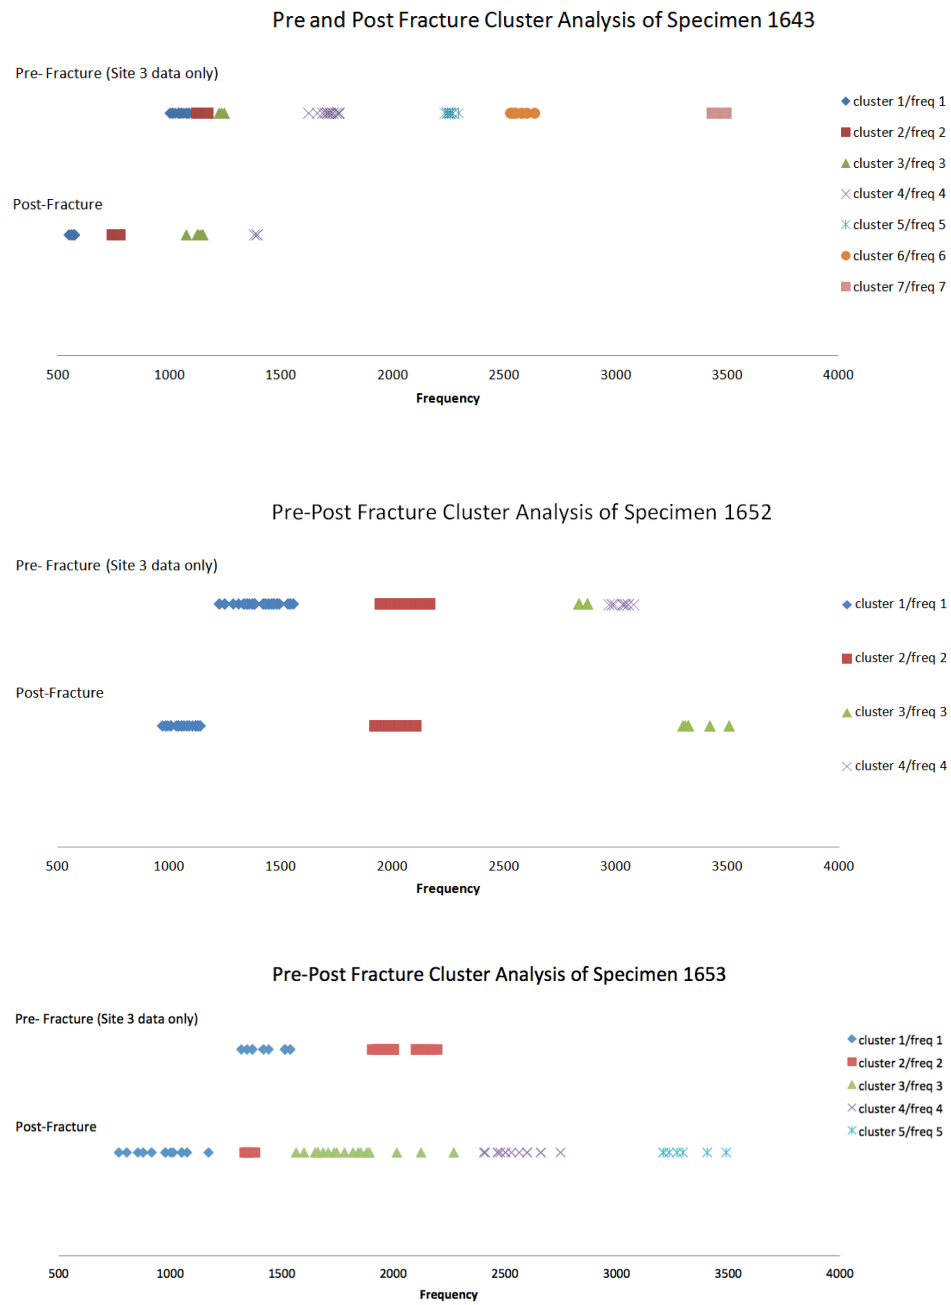 Pre and Post Fracture Cluster Analysis of Specimen 1643
Pre- Fracture (Site 3 data only)
cluster 1/freq 1
cluster 2/freq 2
cluster 3/freq 3
cluster 4/freq 4
cluster 5/freq 5
cluster 6/freq 6
cluster 7/freq 7
Post-Fracture
500 1000 1500 2000 2500 3000 3500 4000
Frequency
Pre-Post Fracture Cluster Analysis of Specimen 1652
Pre- Fracture (Site 3 data only)
cluster 1/freq 1
cluster 2/freq 2
cluster 3/freq 3
cluster 4/freq 4
Post-Fracture
500 1000 1500 2000 2500 3000 3500 4000
Frequency
Pre-Post Fracture Cluster Analysis of Specimen 1653
Pre- Fracture (Site 3 data only)
cluster 1/freq 1
cluster 2/freq 2
cluster 3/freq 3
cluster 4/freq 4
cluster 5/freq 5
Post-Fracture
500 1000 1500 2000 2500 3000 3500 4000
Frequency